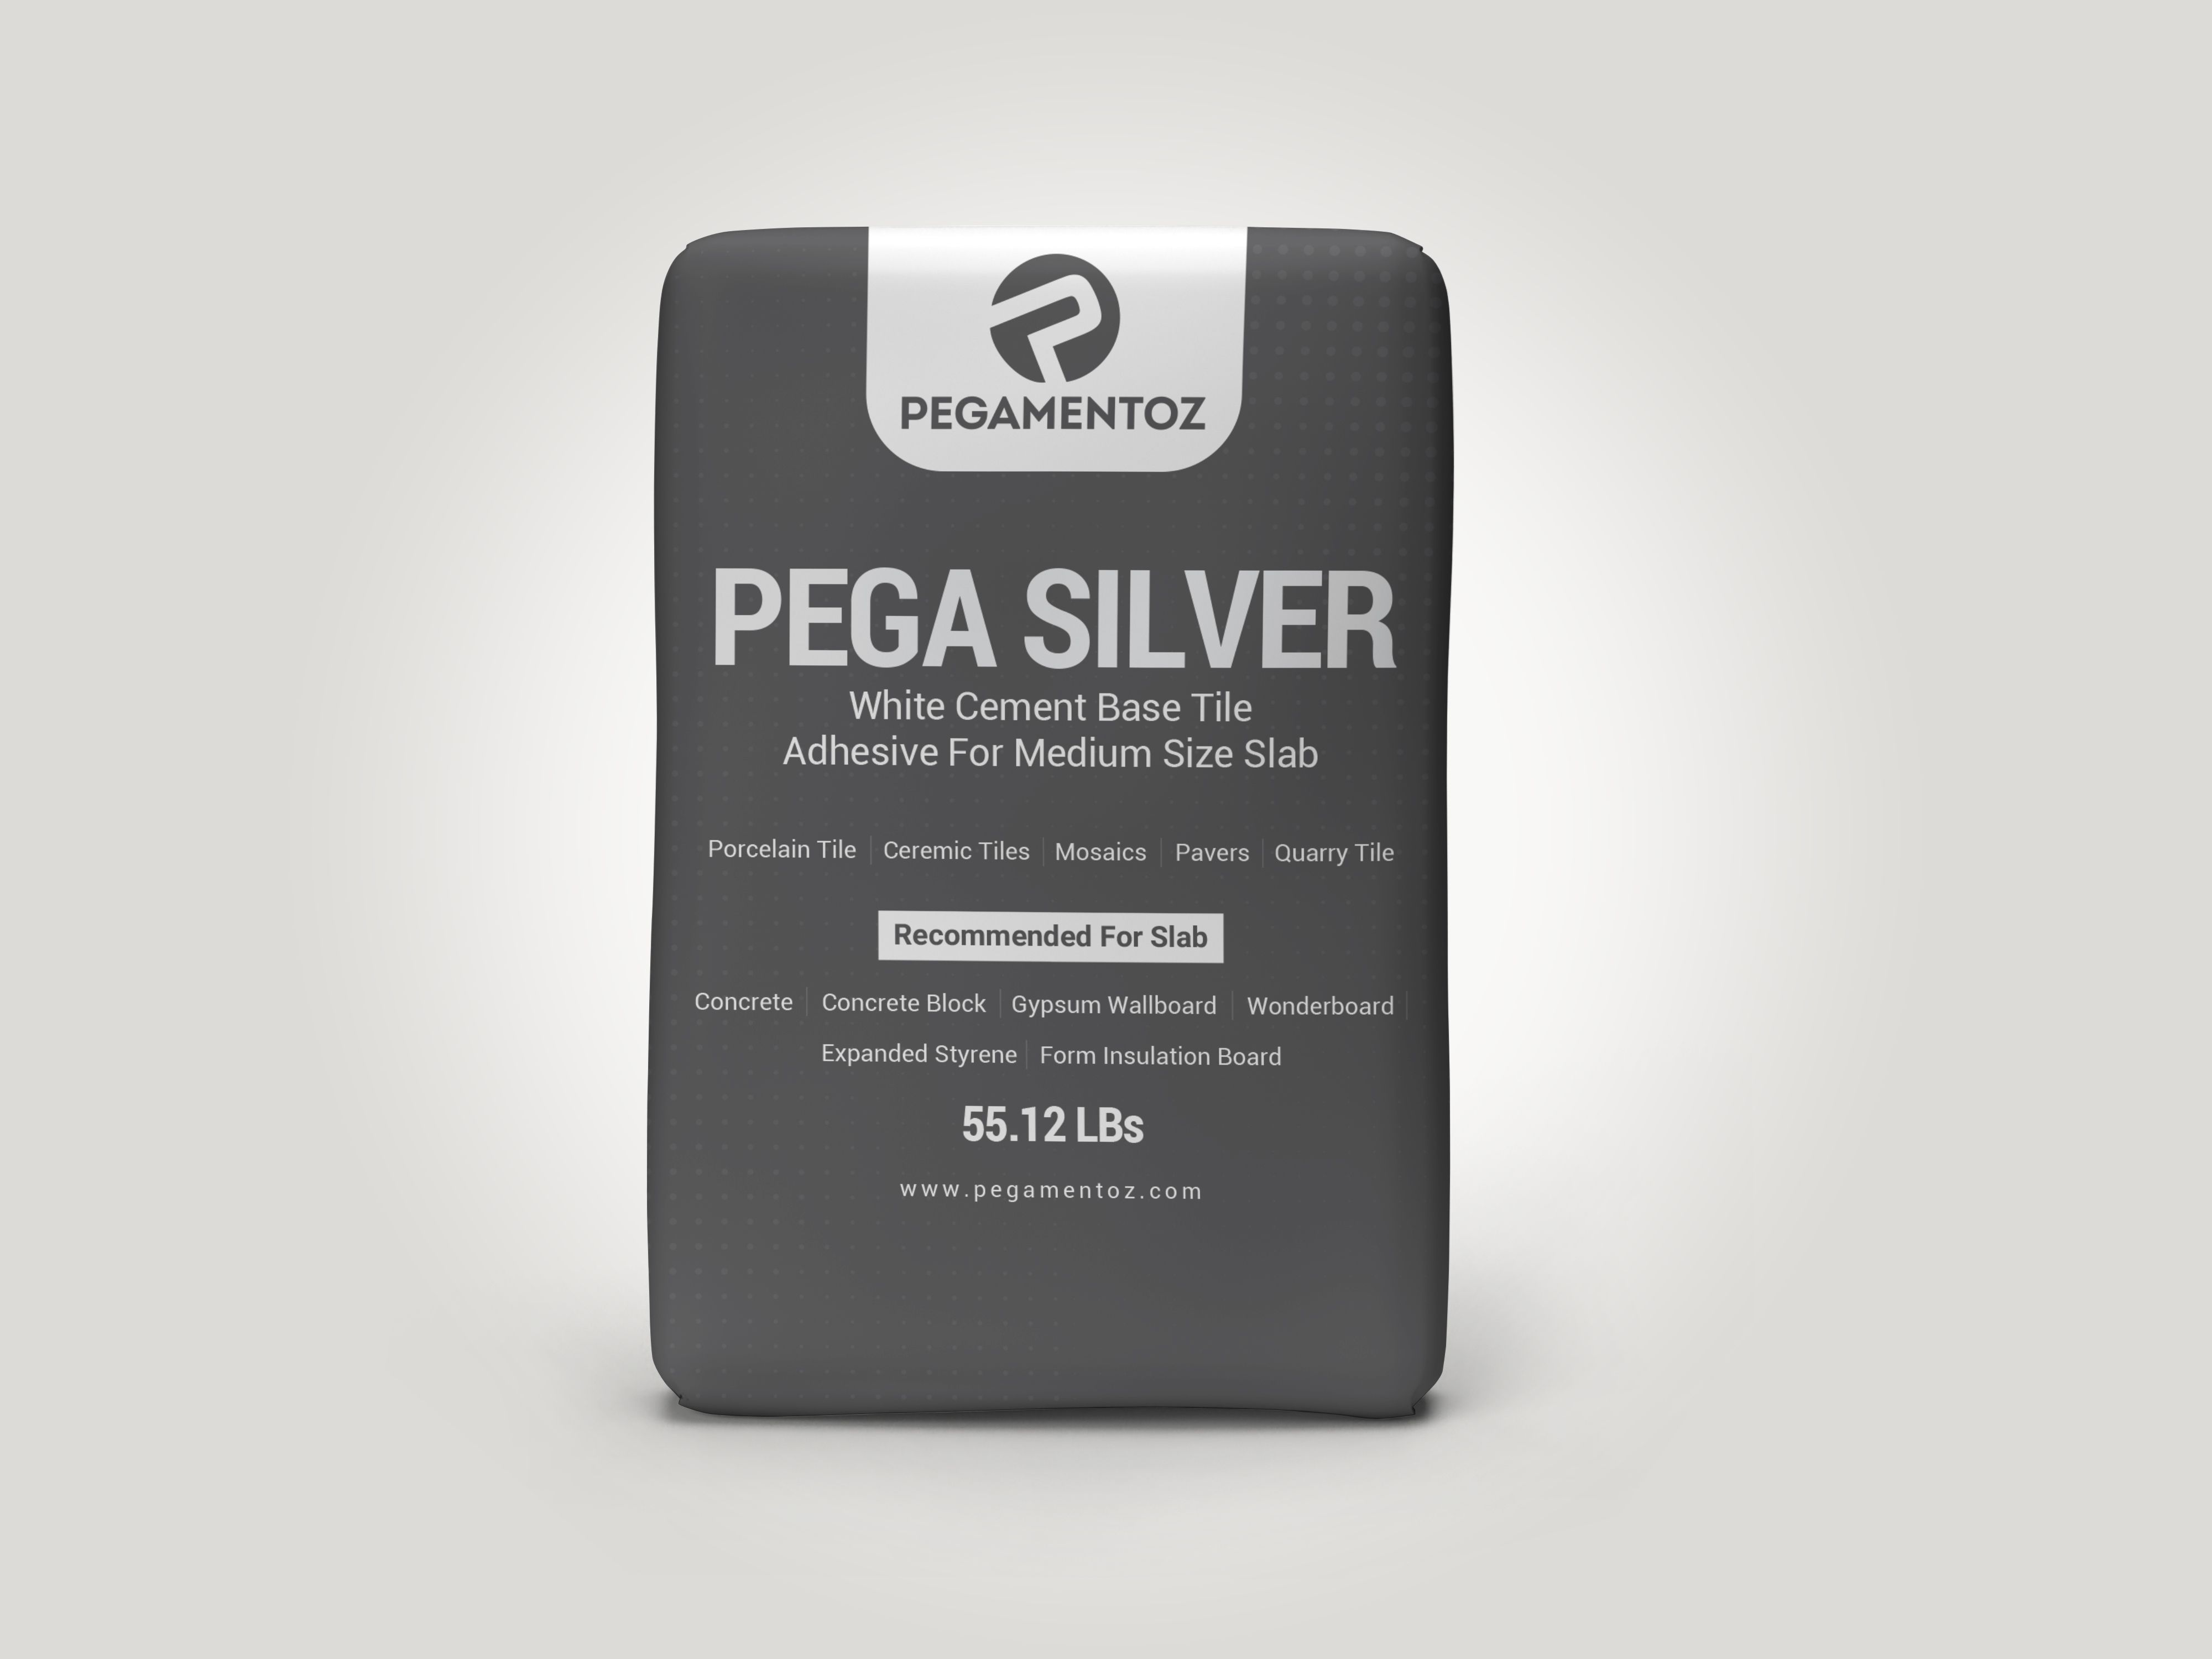 PEGAMENTOZ
PEGA SILVER
White Cement Base Tile
Adhesive For Medium Size Slab
Porcelain Tile | Ceremic Tiles | Mosaics | Pavers | Quarry Tile
Recommended For Slab
Concrete | Concrete Block | Gypsum Wallboard | Wonderboard |
Expanded Styrene | Form Insulation Board
55.12 LBs
www.pegamentoz.com